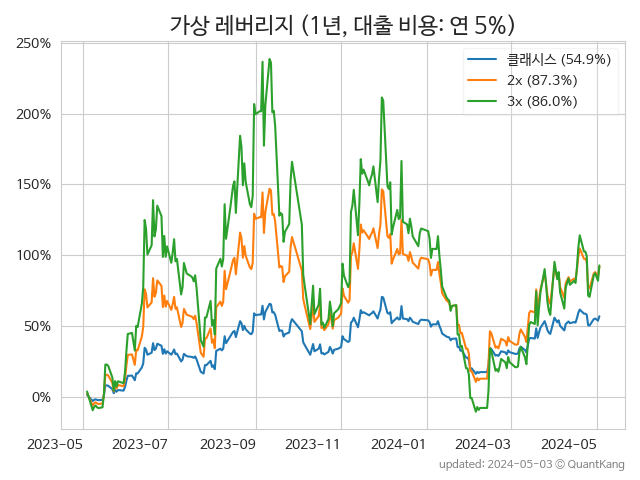 가상 레버리지 (1년, 대출 비용: 연 5%)
클래시스 (54.9%)
2x (87.3%)
3x (86.0%)
250%
200%
150%
100%
50%
0%
2023-05
2023-07
2023-09
2023-11
2024-01
2024-03
2024-05
updated: 2024-05-03 ⓒ QuantKang